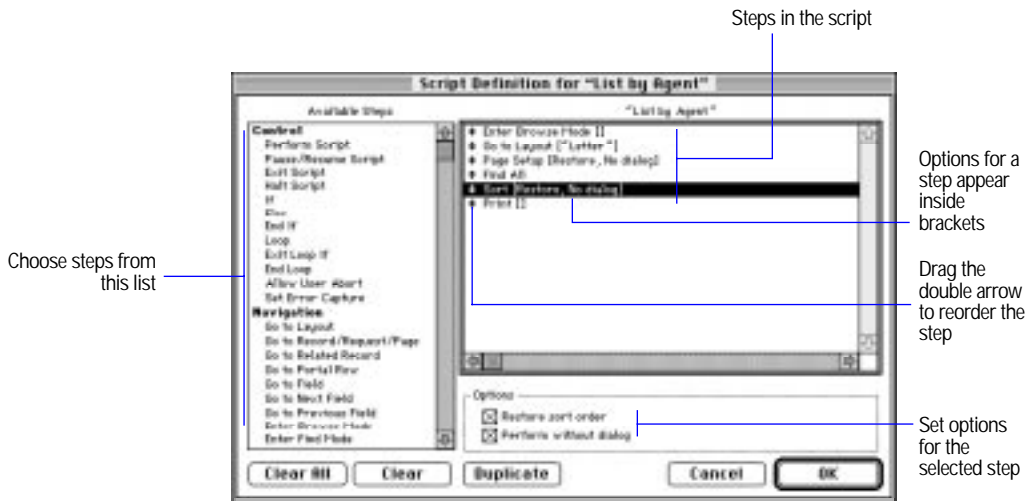 Steps in the script
Script Definition for “List by Agent”
Available Steps
“List by Agent”
Control
Perform Script
Pause/Resume Script
Exit Script
Halt Script
If
Else
End If
Loop
Exit Loop If
End Loop
Allow User Abort
Set Error Capture
Navigation
Go to Layout
Go to Record/Request/Page
Go to Related Record
Go to Portal Row
Go to Field
Go to Next Field
Go to Previous Field
Enter Browse Mode
Enter Find Mode
Enter Browse Mode []
Go to Layout [“Letter”]
Page Setup [Restore, No dialog]
Find All
Sort [Restore, No dialog]
Print []
Options
Restore sort order
Perform without dialog
Clear All
Clear
Duplicate
Cancel
OK
Choose steps from
this list
Options for a
step appear
inside
brackets
Drag the
double arrow
to reorder the
step
Set options
for the
selected step